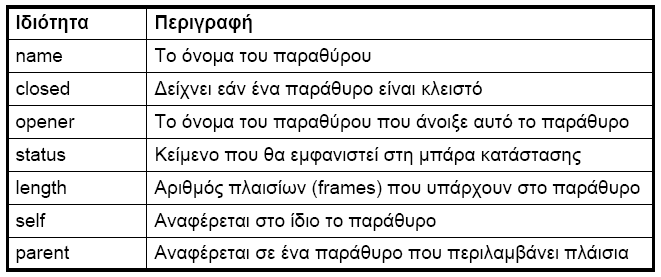 Ιδιότητα Περιγραφή
name Το όνομα του παραθύρου
closed Δείχνει εάν ένα παράθυρο είναι κλειστό
opener Το όνομα του παραθύρου που άνοιξε αυτό το παράθυρο
status Κείμενο που θα εμφανιστεί στη μπάρα κατάστασης
length Αριθμός πλαισίων (frames) που υπάρχουν στο παράθυρο
self Αναφέρεται στο ίδιο το παράθυρο
parent Αναφέρεται σε ένα παράθυρο που περιλαμβάνει πλάισια